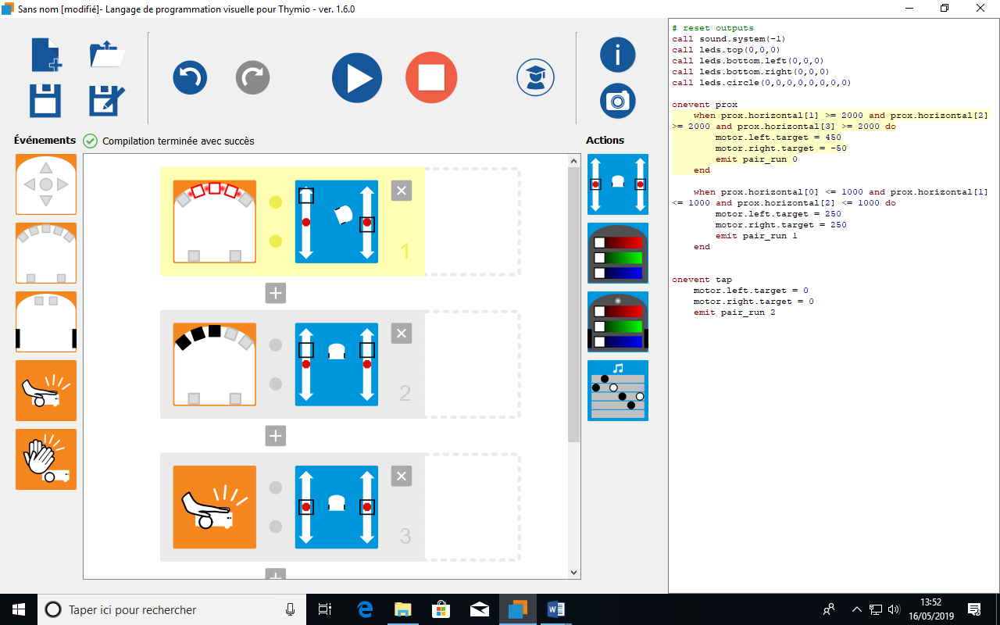 Sans nom [modifié]- Langage de programmation visuelle pour Thymio - ver. 1.6.0
Événements
Compilation terminée avec succès
Actions
1
2
3
# reset outputs
call sound.system(-1)
call leds.top(0,0,0)
call leds.bottom.left(0,0,0)
call leds.bottom.right(0,0,0)
call leds.circle(0,0,0,0,0,0,0,0)
onevent prox
when prox.horizontal[1] >= 2000 and prox.horizontal[2]
>= 2000 and prox.horizontal[3] >= 2000 do
motor.left.target = 450
motor.right.target = -50
emit pair_run 0
end
when prox.horizontal[0] <= 1000 and prox.horizontal[1]
<= 1000 and prox.horizontal[2] <= 1000 do
motor.left.target = 250
motor.right.target = 250
emit pair_run 1
end
onevent tap
motor.left.target = 0
motor.right.target = 0
emit pair_run 2
Taper ici pour rechercher
13:52
16/05/2019